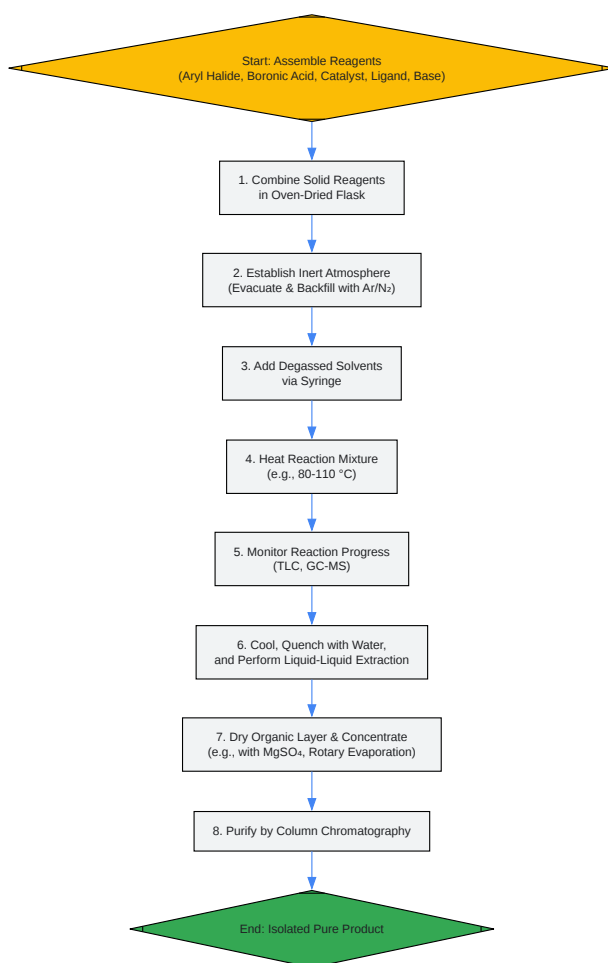 Start: Assemble Reagents
(Aryl Halide, Boronic Acid, Catalyst, Ligand, Base)
1. Combine Solid Reagents
in Oven-Dried Flask
2. Establish Inert Atmosphere
(Evacuate & Backfill with Ar/N₂)
3. Add Degassed Solvents
via Syringe
4. Heat Reaction Mixture
(e.g., 80-110 °C)
5. Monitor Reaction Progress
(TLC, GC-MS)
6. Cool, Quench with Water,
and Perform Liquid-Liquid Extraction
7. Dry Organic Layer & Concentrate
(e.g., with MgSO₄, Rotary Evaporation)
8. Purify by Column Chromatography
End: Isolated Pure Product